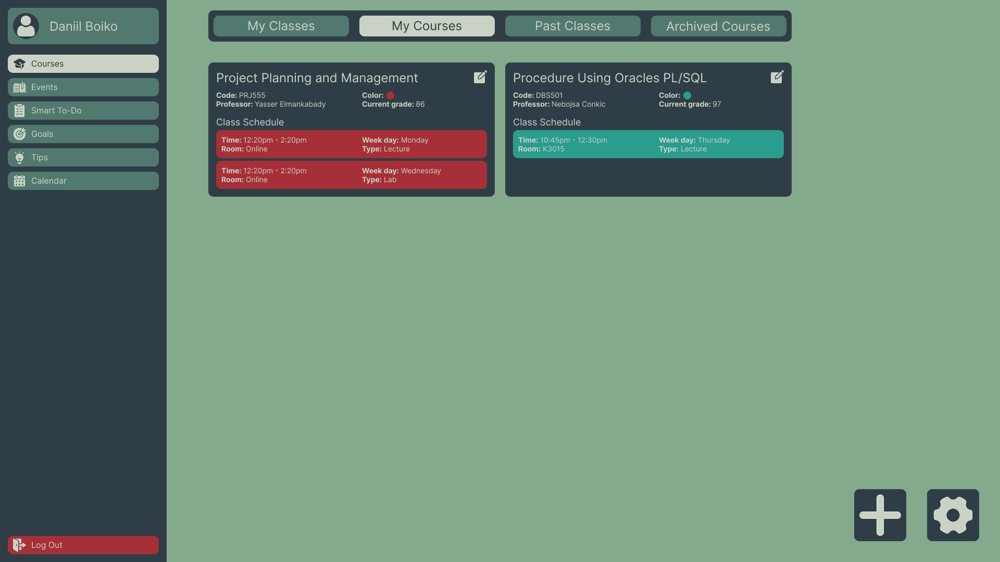 Daniil Boiko
Courses
Events
Smart To-Do
Goals
Tips
Calendar
Log Out
My Classes
My Courses
Past Classes
Archived Courses
Project Planning and Management
Code: PRJ555
Color:
Professor: Yasser Elmankabady
Current grade: 86
Class Schedule
Time: 12:20pm - 2:20pm
Week day: Monday
Room: Online
Type: Lecture
Time: 12:20pm - 2:20pm
Week day: Wednesday
Room: Online
Type: Lab
Procedure Using Oracles PL/SQL
Code: DBS501
Color:
Professor: Nebojsa Conkic
Current grade: 97
Class Schedule
Time: 10:45pm - 12:30pm
Week day: Thursday
Room: K3015
Type: Lecture